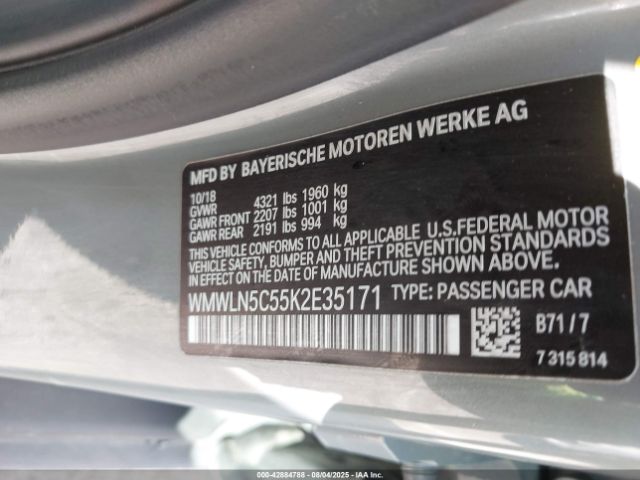 MFD BY BAYERISCHE MOTOREN WERKE AG
10/18
GVWR 4321 lbs 1960 kg
GAWR FRONT 2207 lbs 1001 kg
GAWR REAR 2191 lbs 994 kg
THIS VEHICLE CONFORMS TO ALL APPLICABLE U.S.FEDERAL MOTOR
VEHICLE SAFETY, BUMPER AND THEFT PREVENTION STANDARDS
IN EFFECT ON THE DATE OF MANUFACTURE SHOWN ABOVE.
WMWLN5C55K2E35171 TYPE: PASSENGER CAR
B71/7
7 315 814
000-42884788 - 08/04/2025 - IAA Inc.